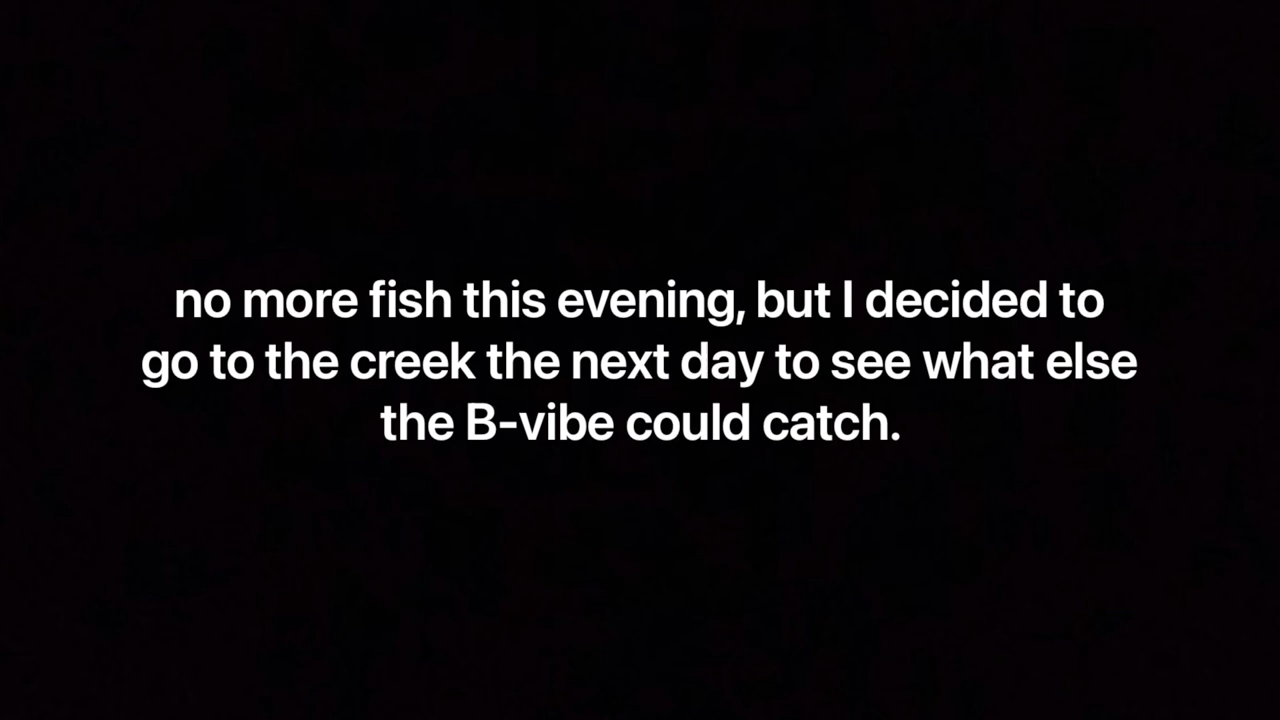 no more fish this evening, but I decided to
go to the creek the next day to see what else
the B-vibe could catch.